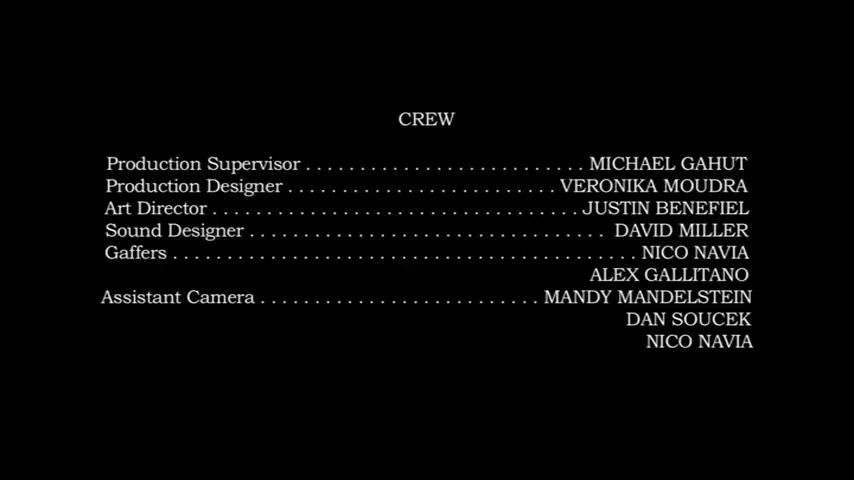 CREW
Production Supervisor . . . . . . . . . . . . . . . . . . . . . . . . . . MICHAEL GAHUT
Production Designer . . . . . . . . . . . . . . . . . . . . . . . . . VERONIKA MOUDRA
Art Director . . . . . . . . . . . . . . . . . . . . . . . . . . . . . . . . . . JUSTIN BENEFIEL
Sound Designer . . . . . . . . . . . . . . . . . . . . . . . . . . . . . . . . . DAVID MILLER
Gaffers . . . . . . . . . . . . . . . . . . . . . . . . . . . . . . . . . . . . . . . . . . . NICO NAVIA
ALEX GALLITANO
Assistant Camera . . . . . . . . . . . . . . . . . . . . . . . . . . MANDY MANDELSTEIN
DAN SOUCEK
NICO NAVIA